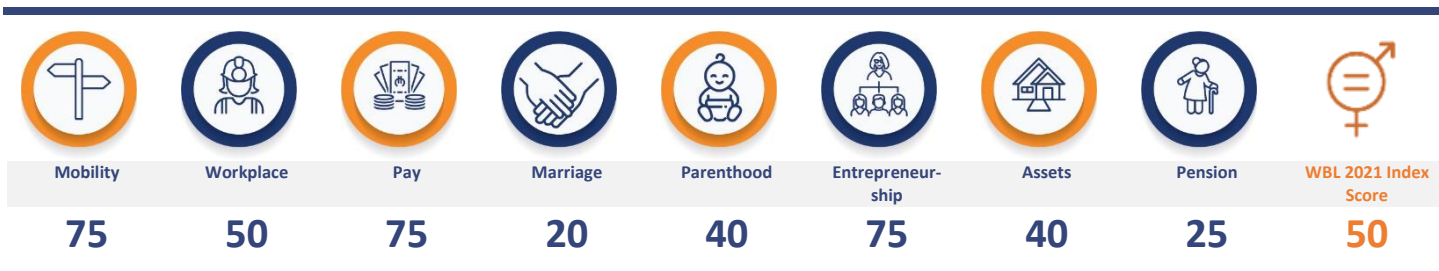 Mobility Workplace Pay Marriage Parenthood Entrepreneur- Assets Pension WBL 2021 Index
ship Score
75 50 75 20 40 75 40 25 50